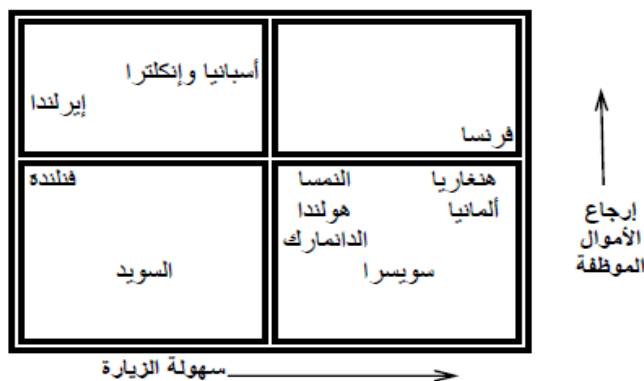 أسبانيا وإنكلترا
إيرلندا
فرنسا
فنلندة
السويد
هنغاريا النمسا
ألمانيا هولندا
الدانمارك
سويسرا
إرجاع
الأموال
الموظفة
سهولة الزيارة